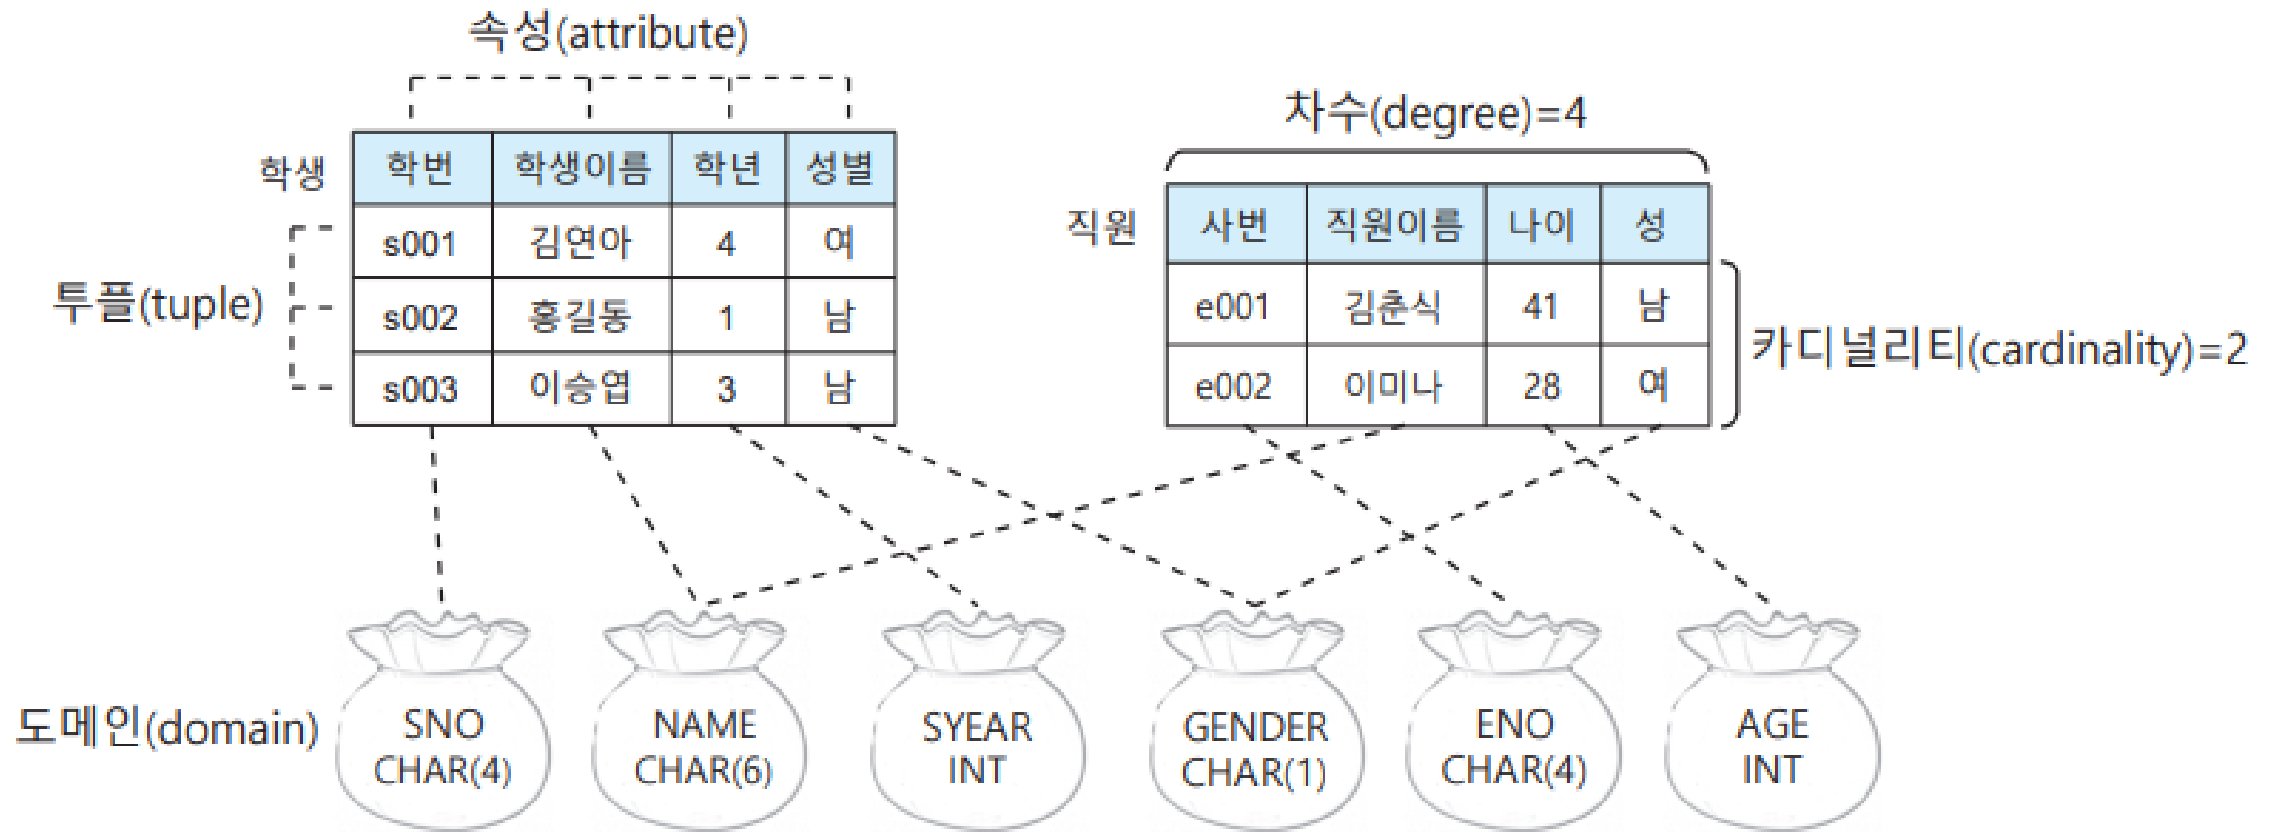 속성(attribute)
차수(degree)=4
학생
학번 학생이름 학년 성별
s001 김연아 4 여
s002 홍길동 1 남
s003 이승엽 3 남
투플(tuple)
직원
사번 직원이름 나이 성
e001 김춘식 41 남
e002 이미나 28 여
카디널리티(cardinality)=2
도메인(domain)
SNO
CHAR(4)
NAME
CHAR(6)
SYEAR
INT
GENDER
CHAR(1)
ENO
CHAR(4)
AGE
INT